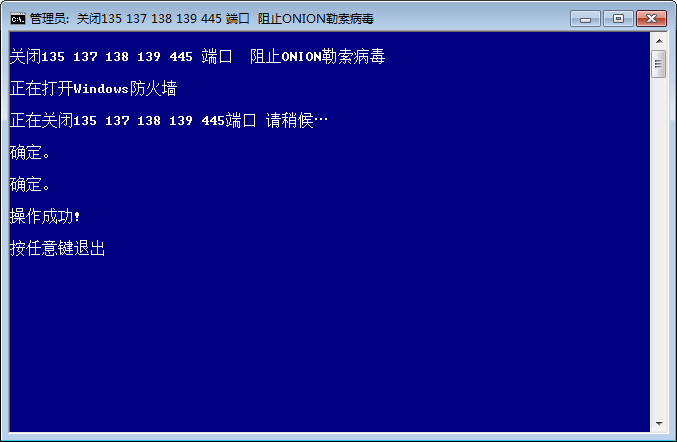 管理员: 关闭135 137 138 139 445 端口 阻止ONION勒索病毒
关闭135 137 138 139 445 端口  阻止ONION勒索病毒
正在打开Windows防火墙
正在关闭135 137 138 139 445端口 请稍候…
确定。
确定。
操作成功!
按任意键退出